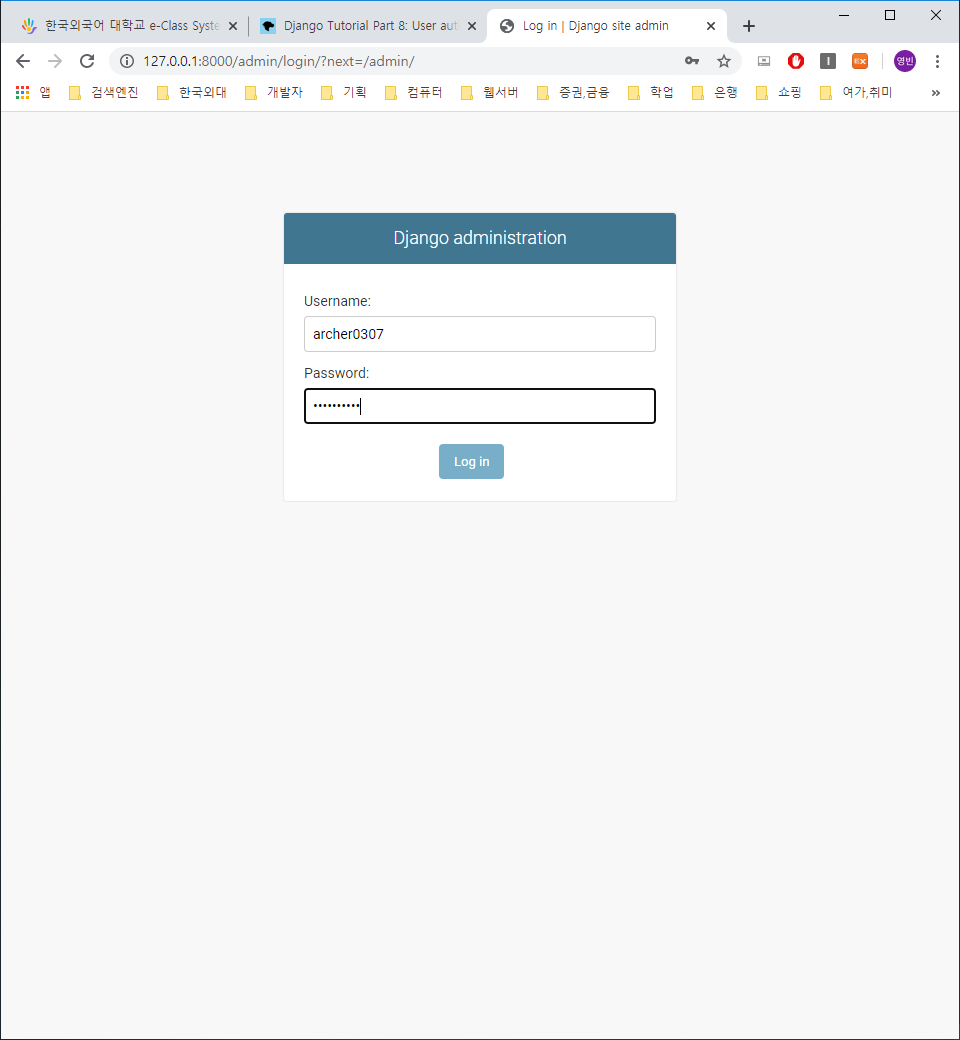 한국외국어 대학교 e-Class Syste
Django Tutorial Part 8: User aut
Log in | Django site admin
127.0.0.1:8000/admin/login/?next=/admin/
영빈
앱 검색엔진 한국외대 개발자 기획 컴퓨터 웹서버 증권,금융 학업 은행 쇼핑 여가,취미 »
Django administration
Username:
archer0307
Password:
••••••••••
Log in